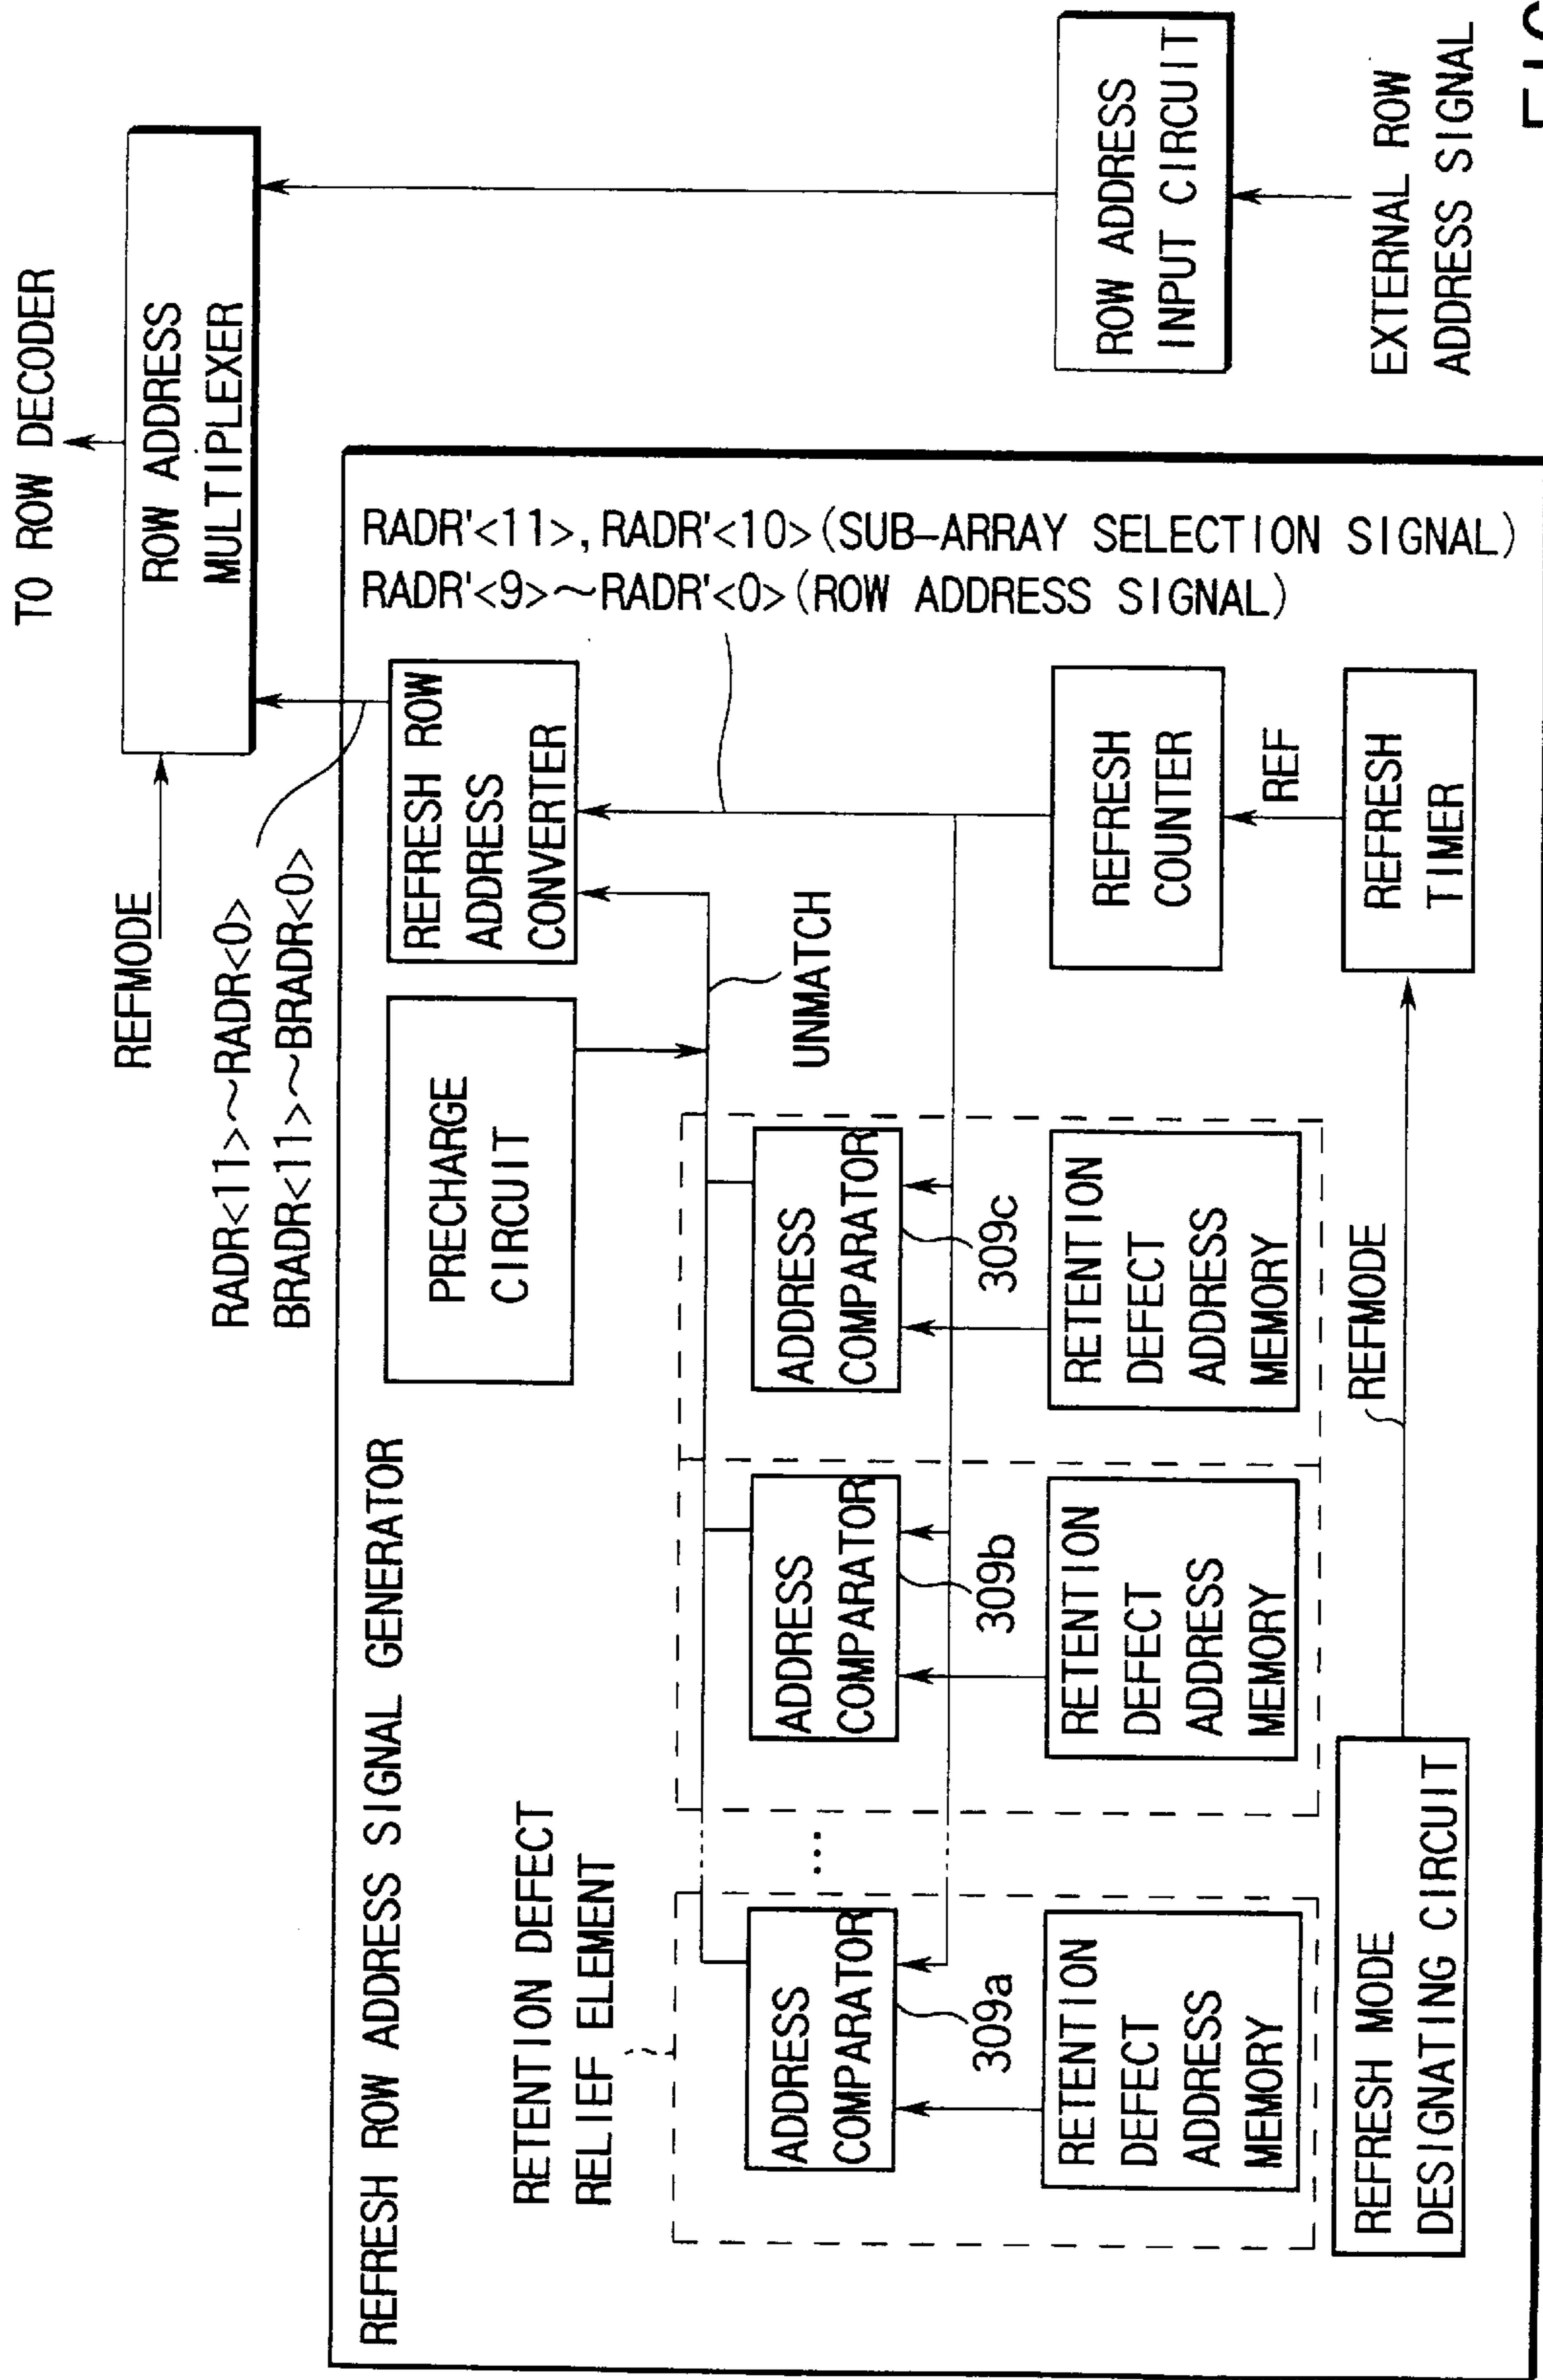 TO ROW DECODER
ROW ADDRESS
MULTIPLEXER
REFMODE
RADR<11>~RADR<0>
BRADR<11>~BRADR<0>
REFRESH ROW ADDRESS SIGNAL GENERATOR
RADR'<11>, RADR'<10> (SUB-ARRAY SELECTION SIGNAL)
RADR'<9>~RADR'<0> (ROW ADDRESS SIGNAL)
PRECHARGE
CIRCUIT
REFRESH ROW
ADDRESS
CONVERTER
RETENTION DEFECT
RELIEF ELEMENT
UNMATCH
ADDRESS
COMPARATOR
309a
...
ADDRESS
COMPARATOR
309b
ADDRESS
COMPARATOR
309c
RETENTION
DEFECT
ADDRESS
MEMORY
RETENTION
DEFECT
ADDRESS
MEMORY
RETENTION
DEFECT
ADDRESS
MEMORY
REFRESH
COUNTER
REF
REFRESH
TIMER
REFMODE
REFRESH MODE
DESIGNATING CIRCUIT
ROW ADDRESS
INPUT CIRCUIT
EXTERNAL ROW
ADDRESS SIGNAL